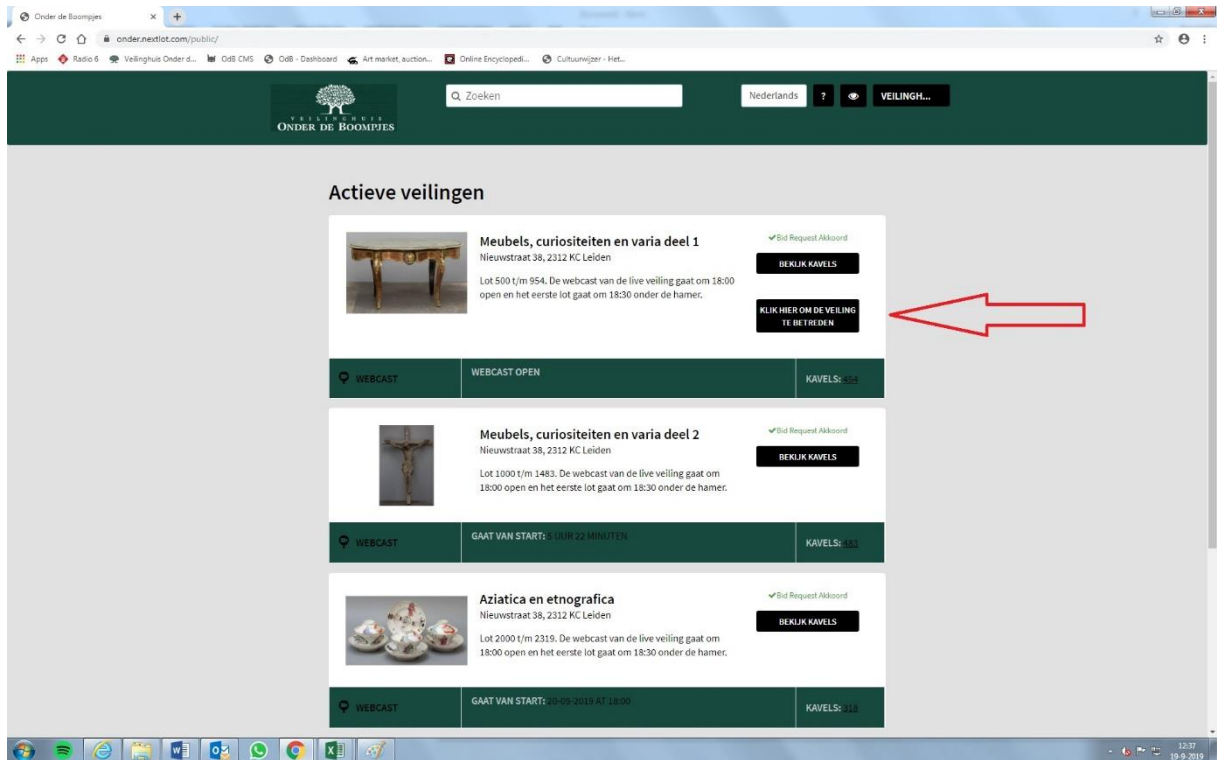 Onder de Boompjes
onder.nextlot.com/public/
Apps Radio 6 Veilinghuis Onder d... OdB CMS OdB - Dashboard Art market, auction... Online Encyclopedi... Cultuurwijzer - Het...
VEILINGHUIS
ONDER DE BOOMPJES
Zoeken
Nederlands ? VEILINGH...
Actieve veilingen
Meubels, curiositeiten en varia deel 1
Nieuwstraat 38, 2312 KC Leiden
Lot 500 t/m 954. De webcast van de live veiling gaat om 18:00
open en het eerste lot gaat om 18:30 onder de hamer.
Bid Request Akkoord
BEKIJK KAVELS
KLIK HIER OM DE VEILING
TE BETREDEN
WEBCAST
WEBCAST OPEN
KAVELS: 454
Meubels, curiositeiten en varia deel 2
Nieuwstraat 38, 2312 KC Leiden
Lot 1000 t/m 1483. De webcast van de live veiling gaat om
18:00 open en het eerste lot gaat om 18:30 onder de hamer.
Bid Request Akkoord
BEKIJK KAVELS
WEBCAST
GAAT VAN START: 5 UUR 22 MINUTEN
KAVELS: 483
Aziatica en etnografica
Nieuwstraat 38, 2312 KC Leiden
Lot 2000 t/m 2319. De webcast van de live veiling gaat om
18:00 open en het eerste lot gaat om 18:30 onder de hamer.
Bid Request Akkoord
BEKIJK KAVELS
WEBCAST
GAAT VAN START: 20-09-2019 AT 18:00
KAVELS: 318
12:37
19-9-2019